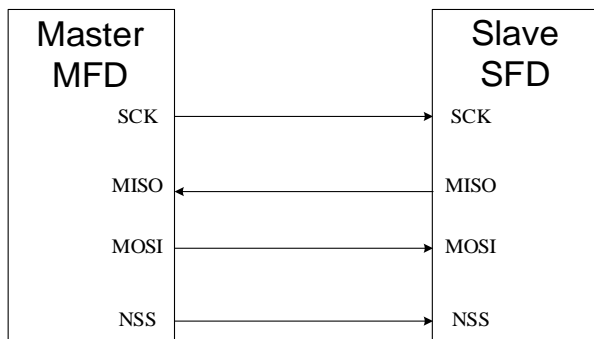 Master
MFD
SCK
MISO
MOSI
NSS
Slave
SFD
SCK
MISO
MOSI
NSS